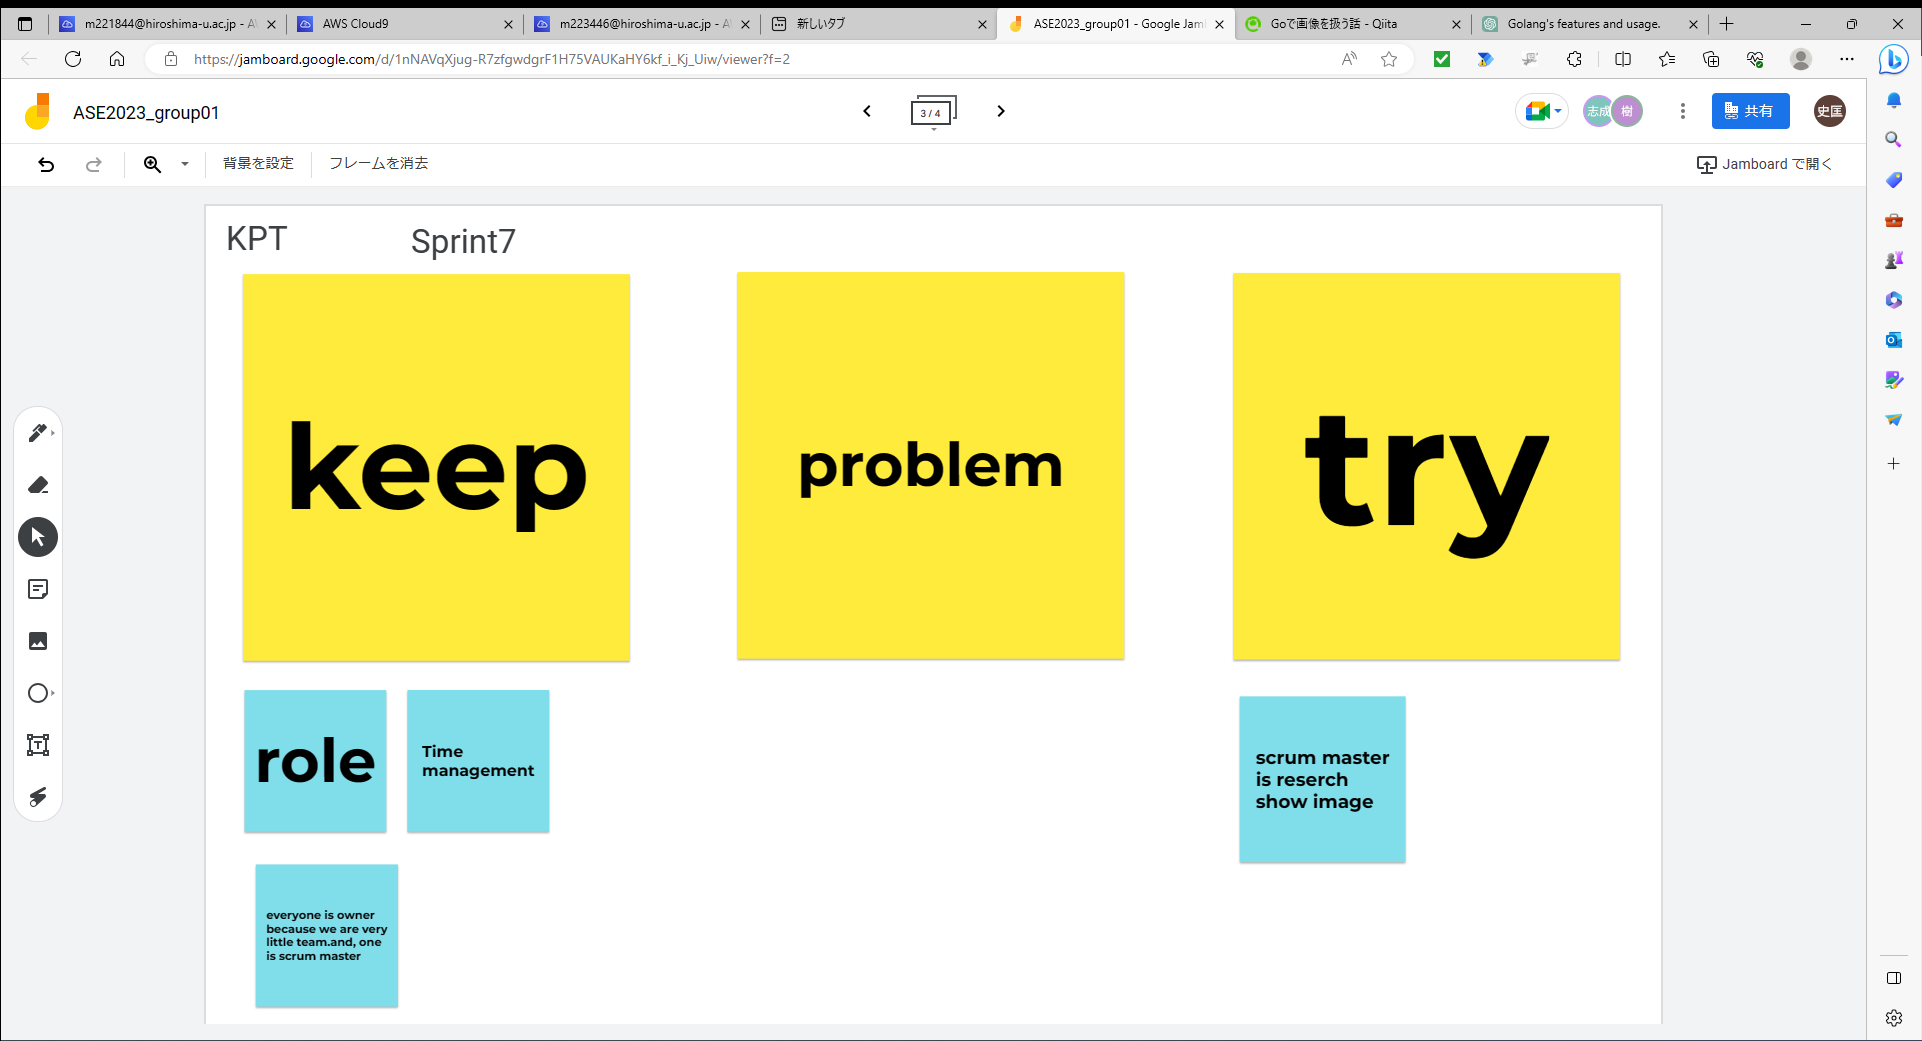 m221844@hiroshima-u.ac.jp - A
AWS Cloud9
m223446@hiroshima-u.ac.jp - A
新しいタブ
ASE2023_group01 - Google Jam
Goで画像を扱う話 - Qiita
Golang's features and usage.
https://jamboard.google.com/d/1nNAVqXjug-R7zfgwdgrF1H75VAUKaHY6kf_i_Kj_Uiw/viewer?f=2
ASE2023_group01
3 / 4
志成
樹
共有
史匡
背景を設定
フレームを消去
Jamboard で開く
KPT
Sprint7
keep
problem
try
role
Time
management
scrum master
is reserch
show image
everyone is owner
because we are very
little team.and, one
is scrum master